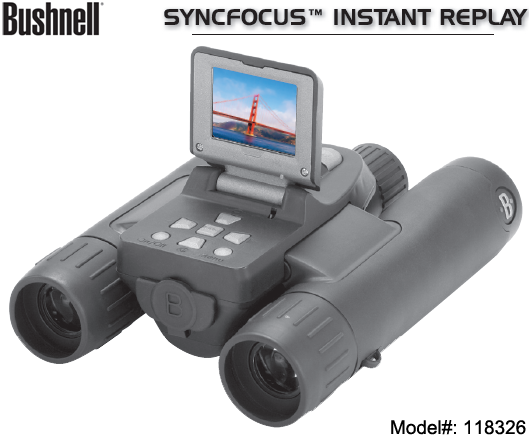 Bushnell®
SYNCFOCUS™ INSTANT REPLAY
B
B
Model#: 118326